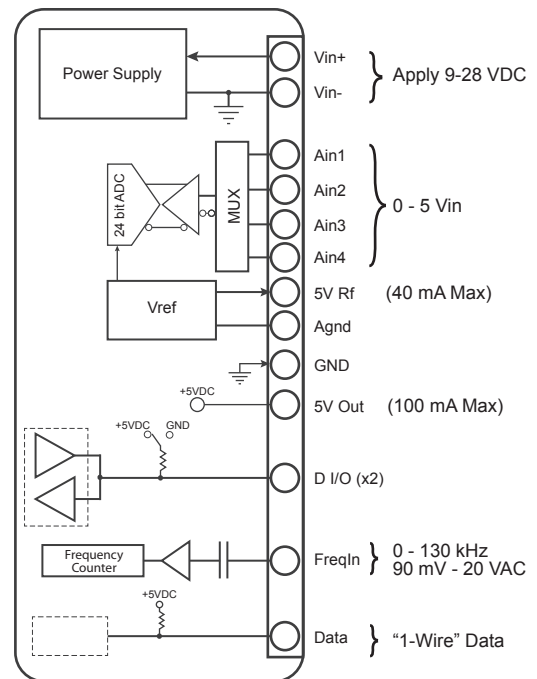 Power Supply
Vin+
Vin-
Apply 9-28 VDC
24 bit ADC
MUX
Ain1
Ain2
Ain3
Ain4
0 - 5 Vin
Vref
5V Rf (40 mA Max)
Agnd
GND
+5VDC
5V Out (100 mA Max)
+5VDC GND
D I/O (x2)
Frequency
Counter
FreqIn
0 - 130 kHz
90 mV - 20 VAC
+5VDC
Data
“1-Wire” Data